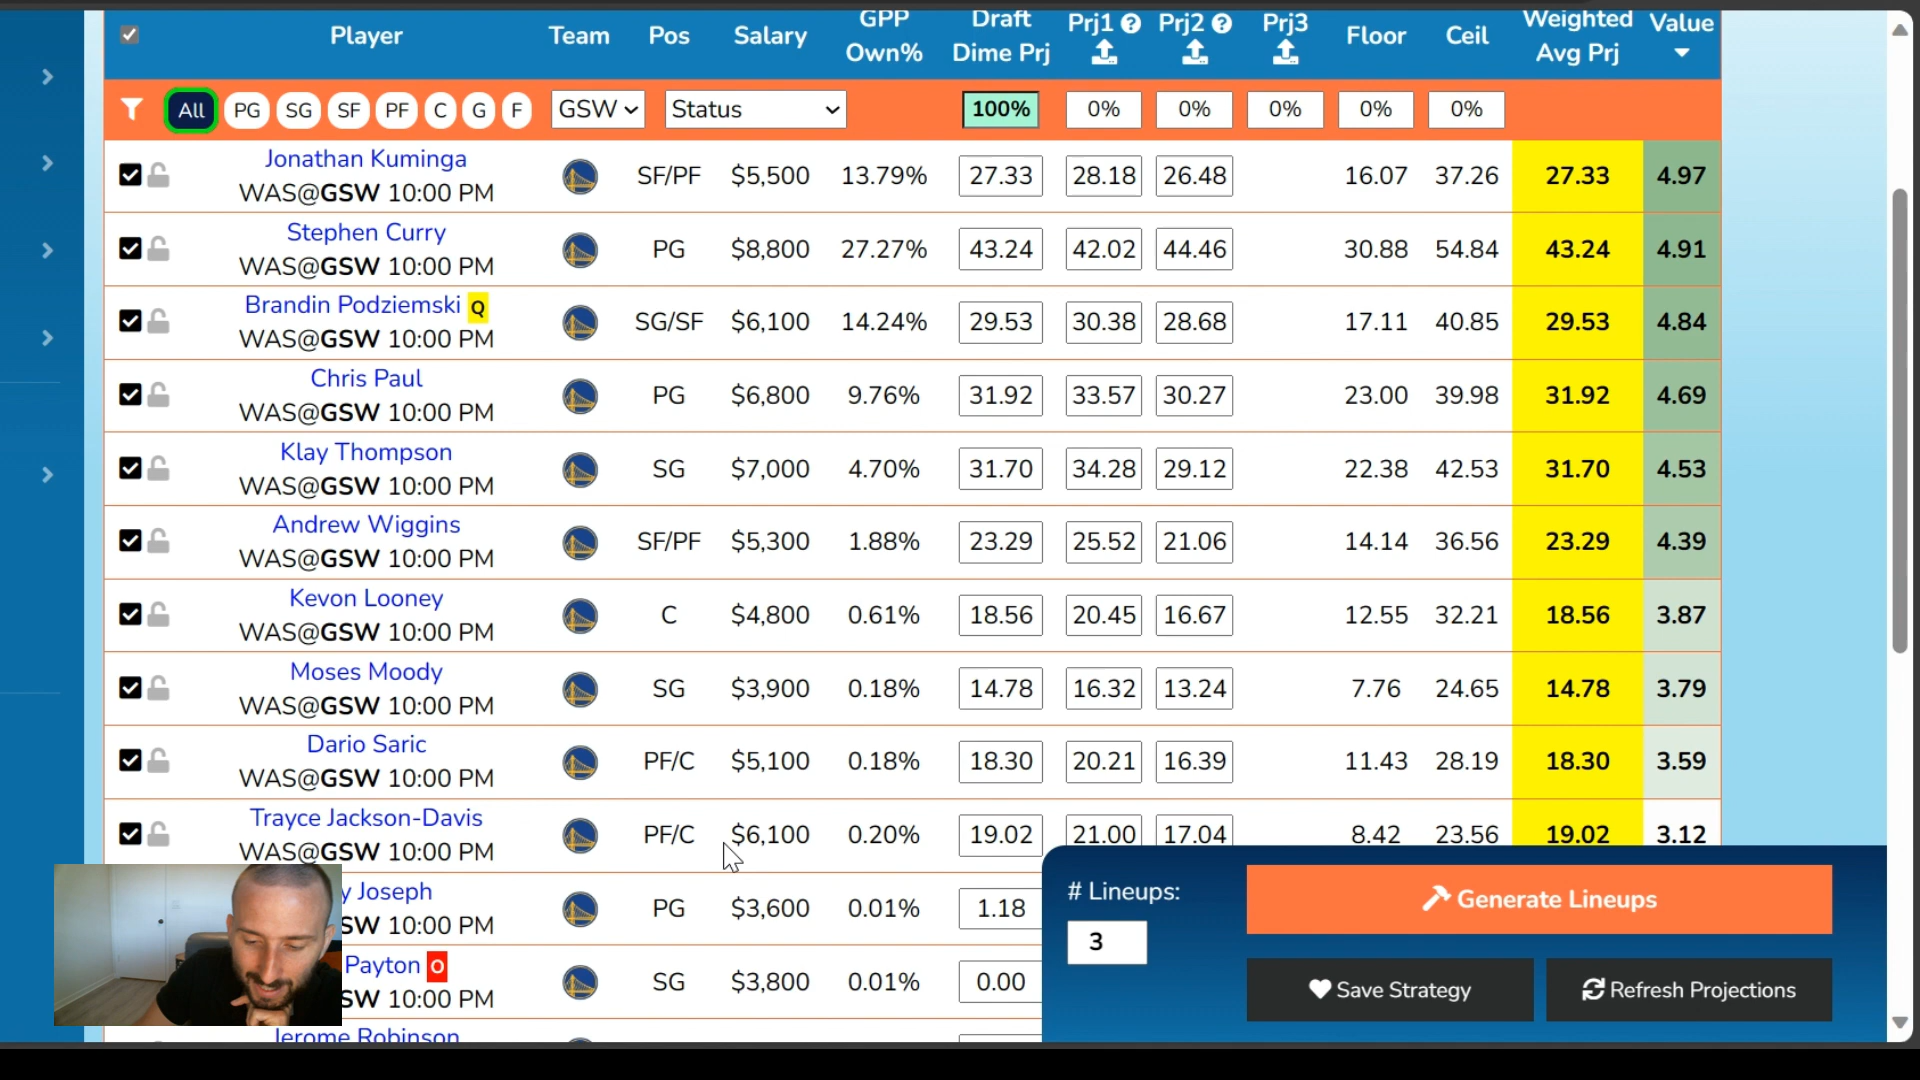 Player Team Pos Salary GPP Own% Draft Dime Prj Prj1 ? Prj2 ? Prj3 Floor Ceil Weighted Avg Prj Value
All PG SG SF PF C G F GSW Status 100% 0% 0% 0% 0% 0%
Jonathan Kuminga
WAS@GSW 10:00 PM SF/PF $5,500 13.79% 27.33 28.18 26.48 16.07 37.26 27.33 4.97
Stephen Curry
WAS@GSW 10:00 PM PG $8,800 27.27% 43.24 42.02 44.46 30.88 54.84 43.24 4.91
Brandin Podziemski Q
WAS@GSW 10:00 PM SG/SF $6,100 14.24% 29.53 30.38 28.68 17.11 40.85 29.53 4.84
Chris Paul
WAS@GSW 10:00 PM PG $6,800 9.76% 31.92 33.57 30.27 23.00 39.98 31.92 4.69
Klay Thompson
WAS@GSW 10:00 PM SG $7,000 4.70% 31.70 34.28 29.12 22.38 42.53 31.70 4.53
Andrew Wiggins
WAS@GSW 10:00 PM SF/PF $5,300 1.88% 23.29 25.52 21.06 14.14 36.56 23.29 4.39
Kevon Looney
WAS@GSW 10:00 PM C $4,800 0.61% 18.56 20.45 16.67 12.55 32.21 18.56 3.87
Moses Moody
WAS@GSW 10:00 PM SG $3,900 0.18% 14.78 16.32 13.24 7.76 24.65 14.78 3.79
Dario Saric
WAS@GSW 10:00 PM PF/C $5,100 0.18% 18.30 20.21 16.39 11.43 28.19 18.30 3.59
Trayce Jackson-Davis
WAS@GSW 10:00 PM PF/C $6,100 0.20% 19.02 21.00 17.04 8.42 23.56 19.02 3.12
y Joseph
SW 10:00 PM PG $3,600 0.01% 1.18
Payton O
SW 10:00 PM SG $3,800 0.01% 0.00
Jerome Robinson
# Lineups:
3
Generate Lineups
Save Strategy
Refresh Projections